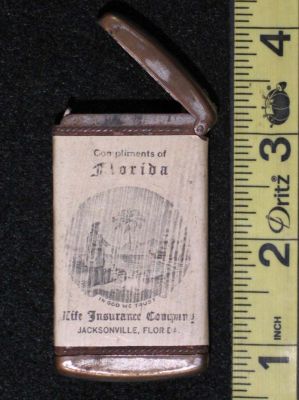 Compliments of
Florida
IN GOD WE TRUST
Life Insurance Company
JACKSONVILLE, FLORIDA.
4
3
Dritz
2
1 INCH